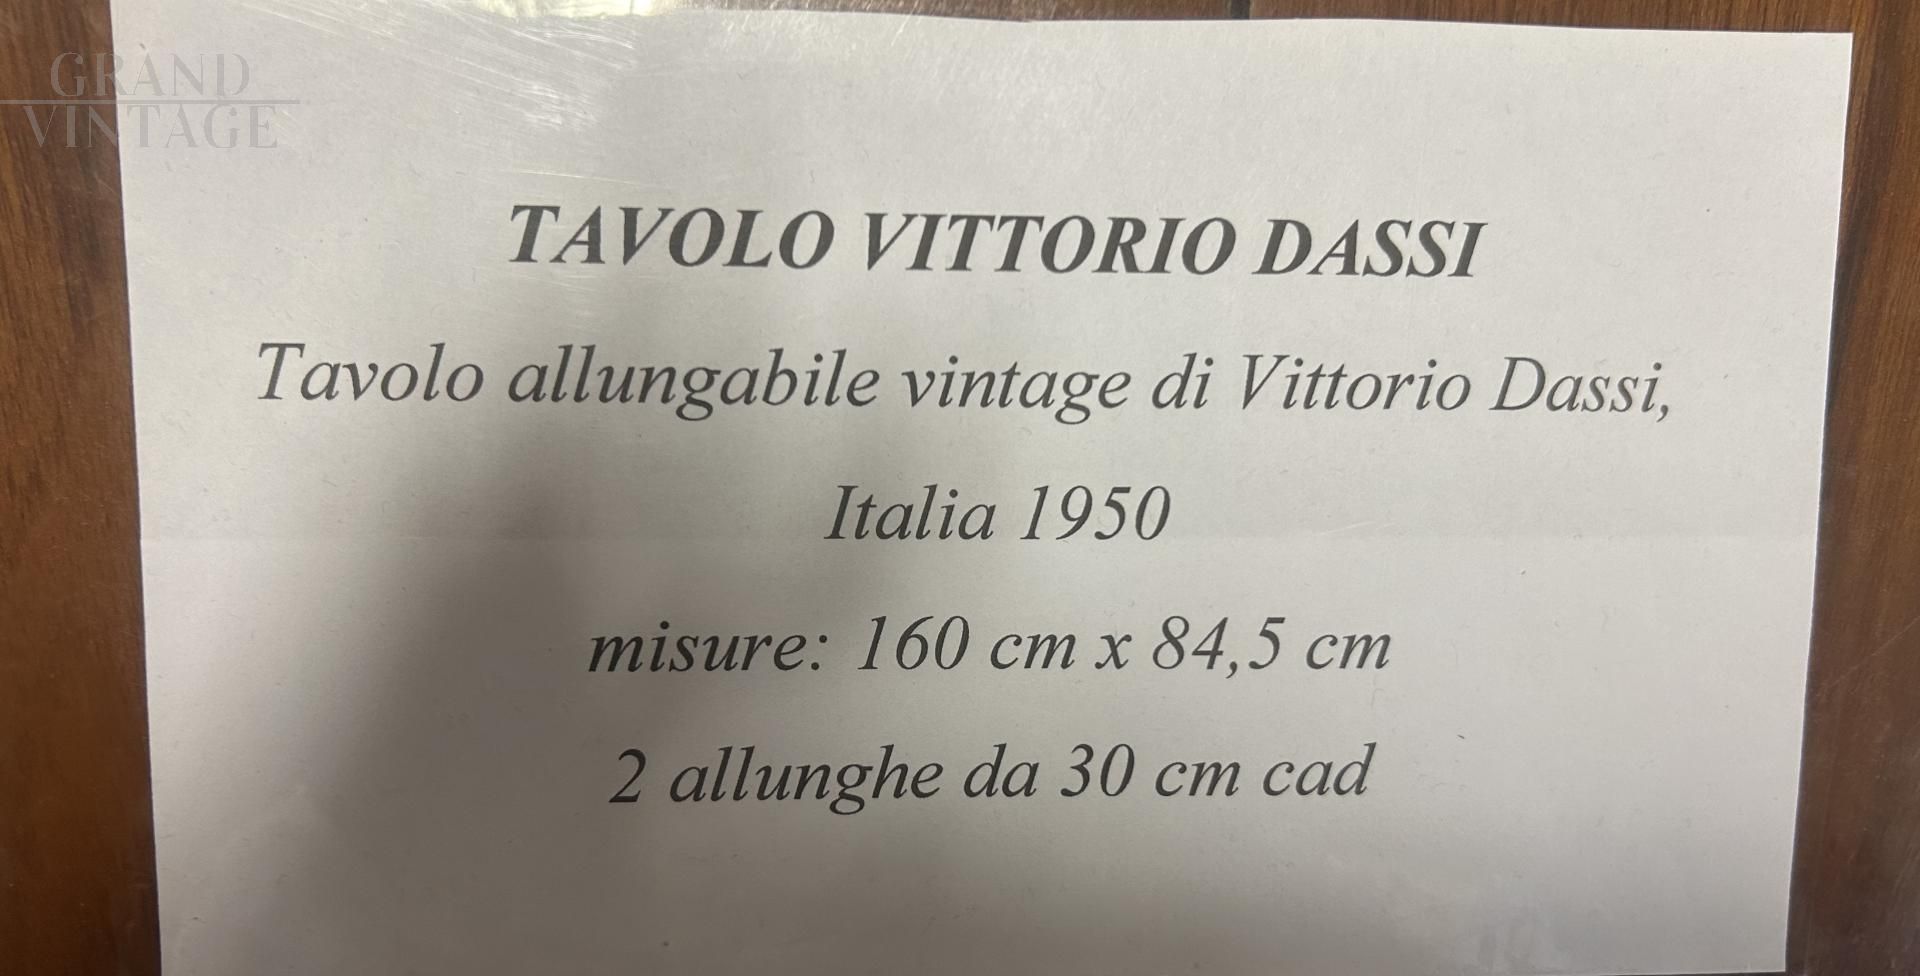 GRAND
VINTAGE
TAVOLO VITTORIO DASSI
Tavolo allungabile vintage di Vittorio Dassi,
Italia 1950
misure: 160 cm x 84,5 cm
2 allunghe da 30 cm cad